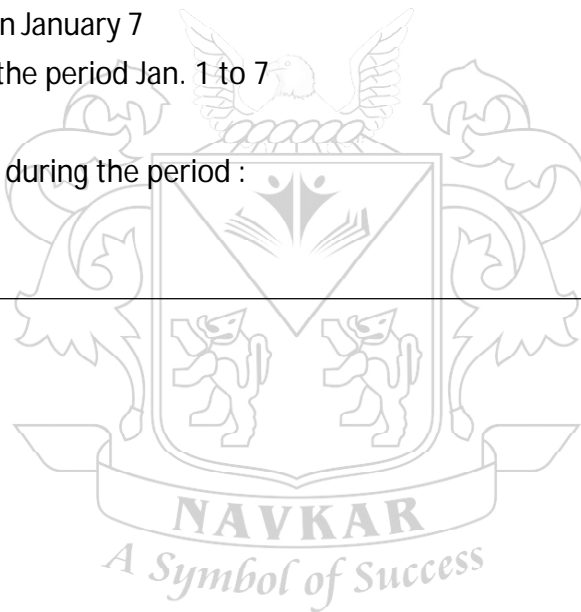 n January 7
the period Jan. 1 to 7
during the period :
NAVKAR
A Symbol of Success